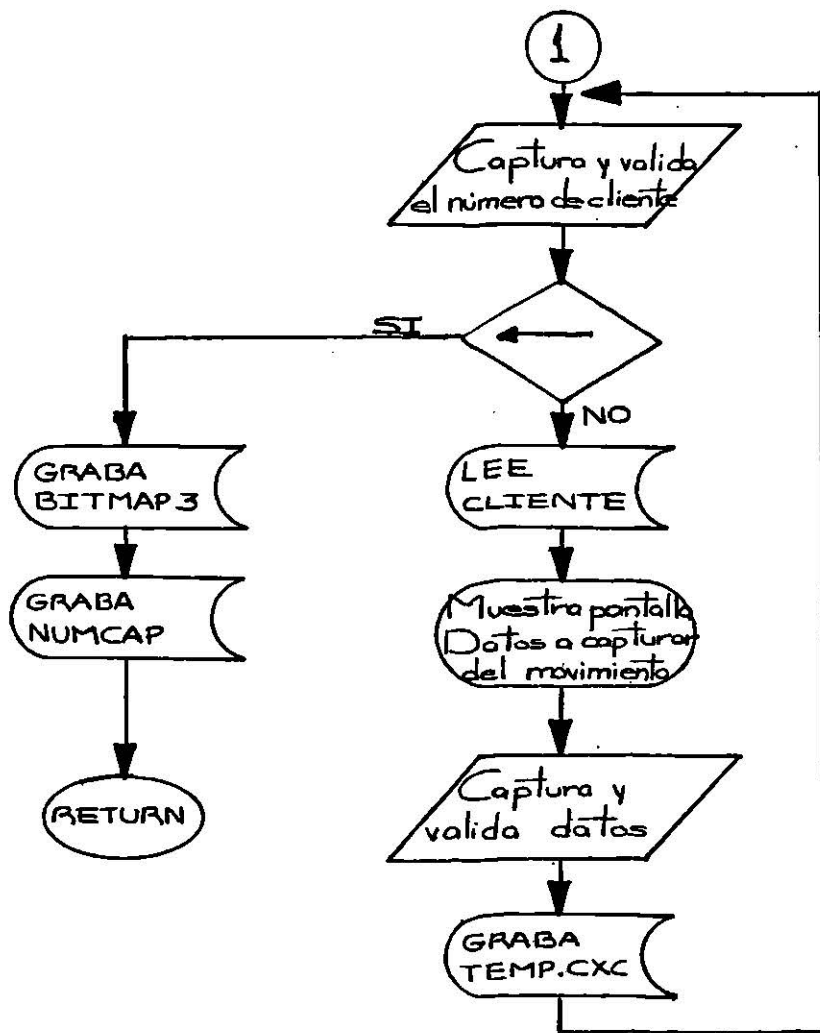 1
Captura y valida
el número de cliente
SI
NO
GRABA
BITMAP.3
LEE
CLIENTE
GRABA
NUMCAP
Muestra pantalla
Datos a capturar
del movimiento
RETURN
Captura y
valida datos
GRABA
TEMP.CXC